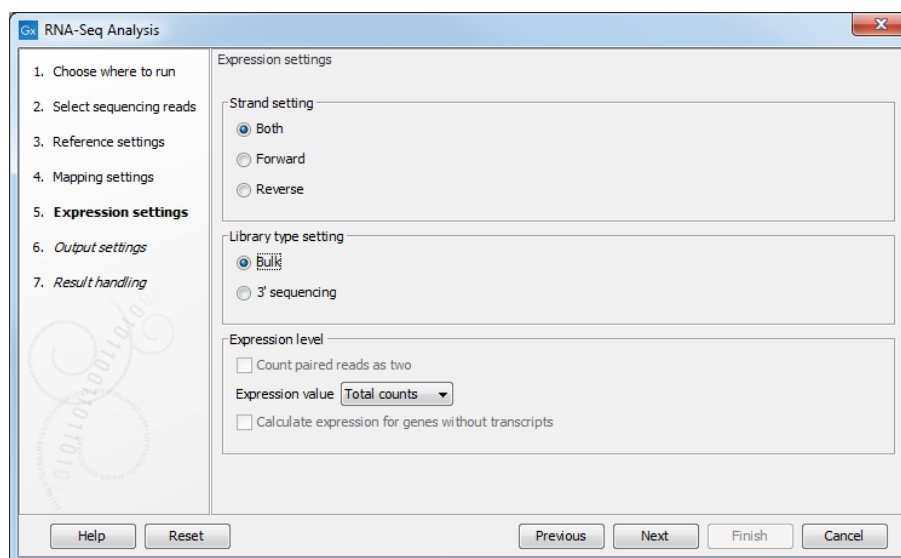 Gx RNA-Seq Analysis
1. Choose where to run
2. Select sequencing reads
3. Reference settings
4. Mapping settings
5. Expression settings
6. Output settings
7. Result handling
Expression settings
Strand setting
Both
Forward
Reverse
Library type setting
Bulk
3' sequencing
Expression level
Count paired reads as two
Expression value Total counts
Calculate expression for genes without transcripts
Help Reset Previous Next Finish Cancel